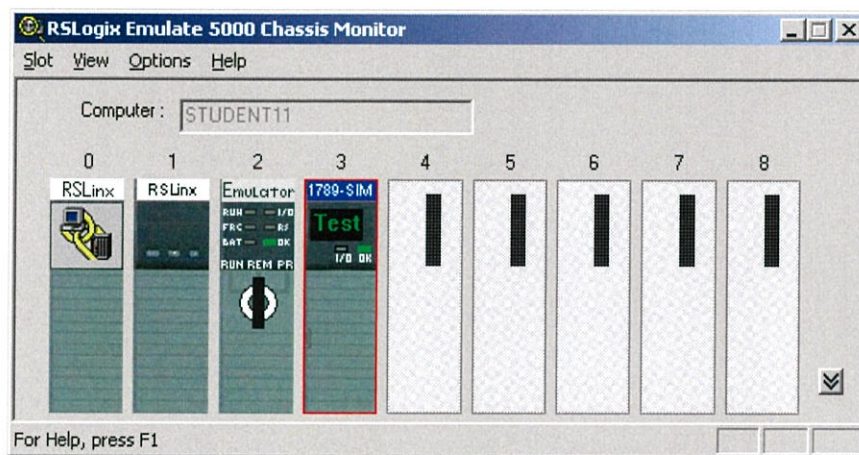 RSLogix Emulate 5000 Chassis Monitor
Slot View Options Help
Computer : STUDENT11
0 1 2 3 4 5 6 7 8
RSLinx RSLinx Emulator 1789-SIM
RUN I/O
FRC RS
BAT OK
RUN REM PR
Test
I/O OK
For Help, press F1